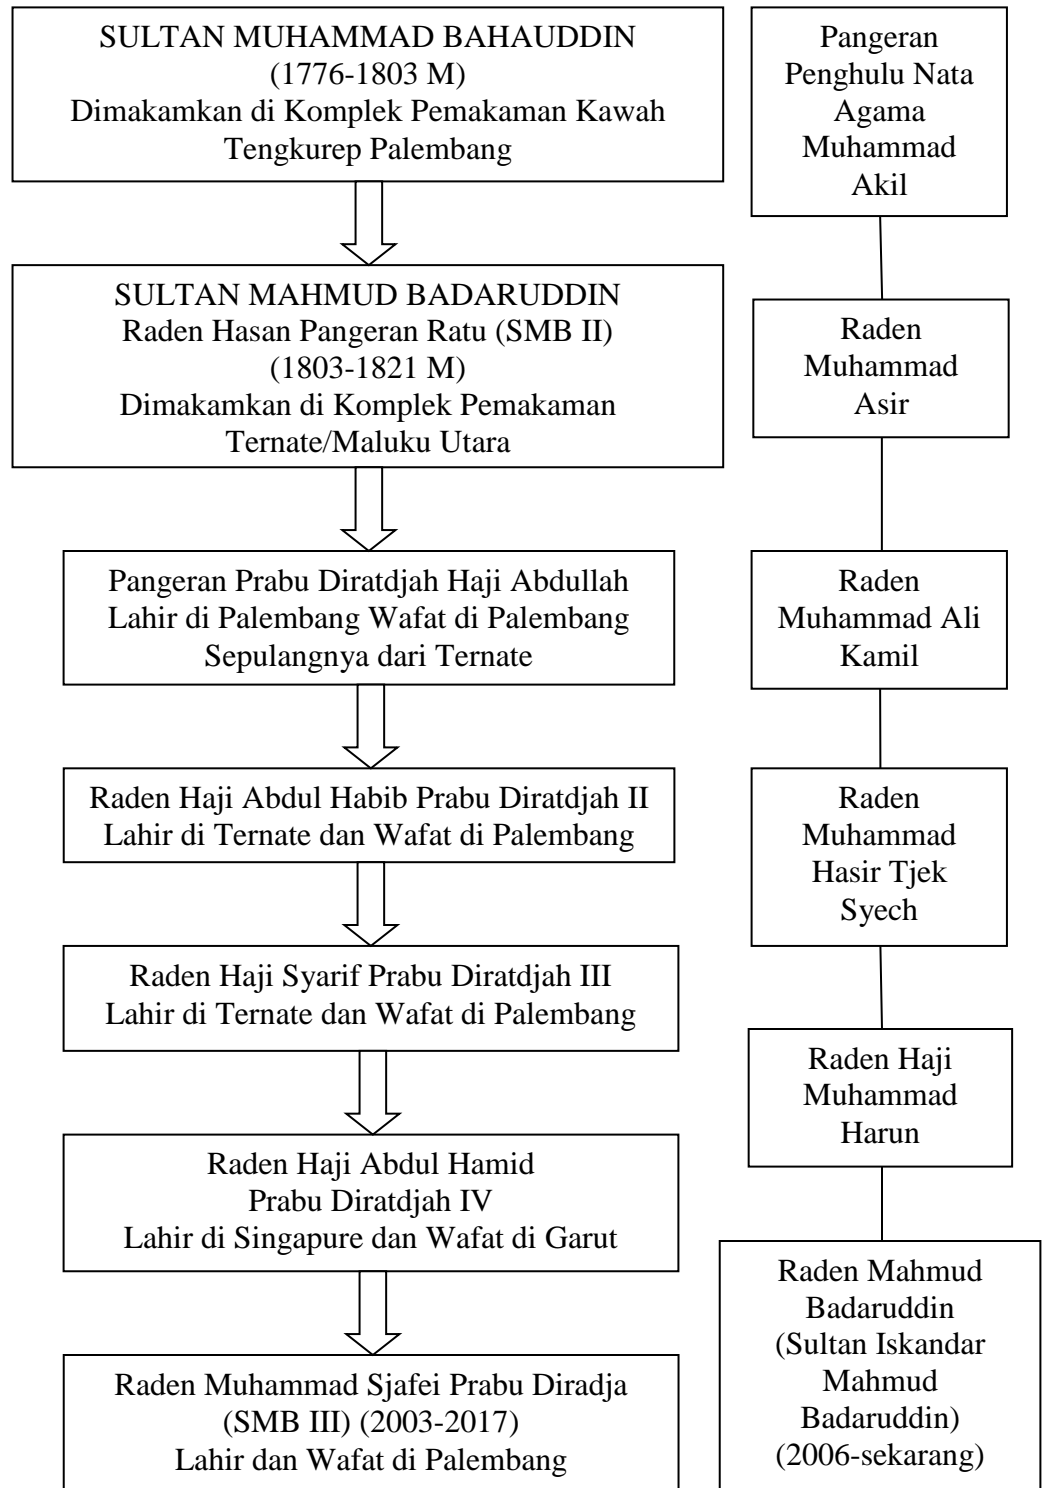 SULTAN MUHAMMAD BAHAUDDIN
(1776-1803 M)
Dimakamkan di Komplek Pemakaman Kawah
Tengkurep Palembang
SULTAN MAHMUD BADARUDDIN
Raden Hasan Pangeran Ratu (SMB II)
(1803-1821 M)
Dimakamkan di Komplek Pemakaman
Ternate/Maluku Utara
Pangeran Prabu Diratdjah Haji Abdullah
Lahir di Palembang Wafat di Palembang
Sepulangnya dari Ternate
Raden Haji Abdul Habib Prabu Diratdjah II
Lahir di Ternate dan Wafat di Palembang
Raden Haji Syarif Prabu Diratdjah III
Lahir di Ternate dan Wafat di Palembang
Raden Haji Abdul Hamid
Prabu Diratdjah IV
Lahir di Singapure dan Wafat di Garut
Raden Muhammad Sjafei Prabu Diradja
(SMB III) (2003-2017)
Lahir dan Wafat di Palembang
Pangeran
Penghulu Nata
Agama
Muhammad
Akil
Raden
Muhammad
Asir
Raden
Muhammad Ali
Kamil
Raden
Muhammad
Hasir Tjek
Syech
Raden Haji
Muhammad
Harun
Raden Mahmud
Badaruddin
(Sultan Iskandar
Mahmud
Badaruddin)
(2006-sekarang)